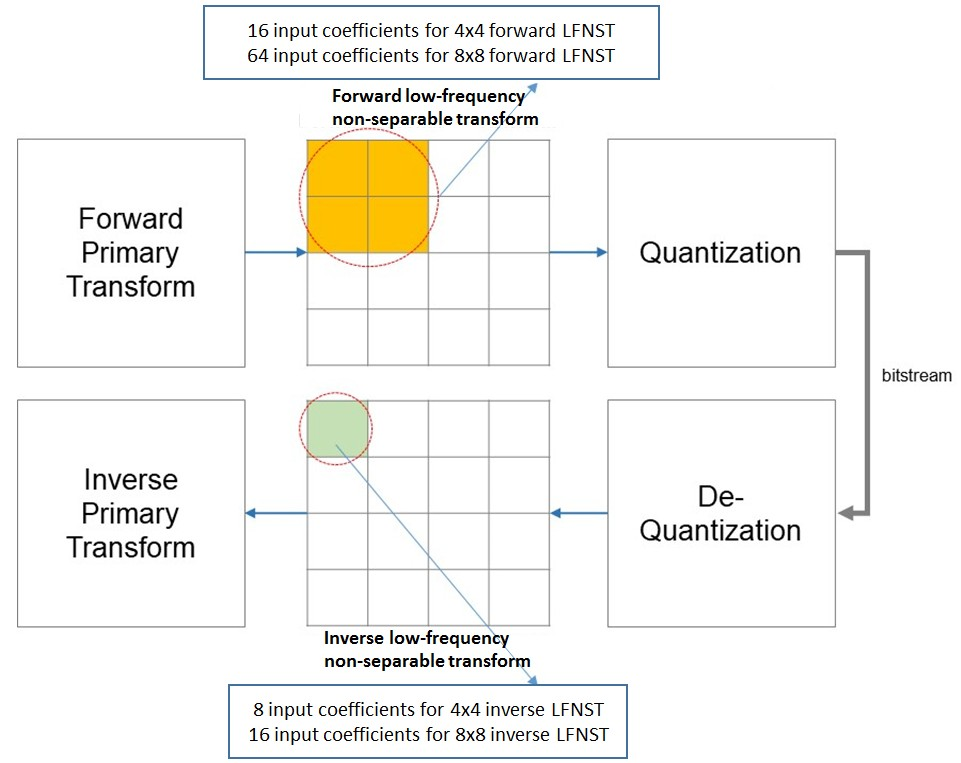 16 input coefficients for 4x4 forward LFNST
64 input coefficients for 8x8 forward LFNST
Forward low-frequency
non-separable transform
Forward
Primary
Transform
Quantization
bitstream
Inverse
Primary
Transform
De-
Quantization
Inverse low-frequency
non-separable transform
8 input coefficients for 4x4 inverse LFNST
16 input coefficients for 8x8 inverse LFNST